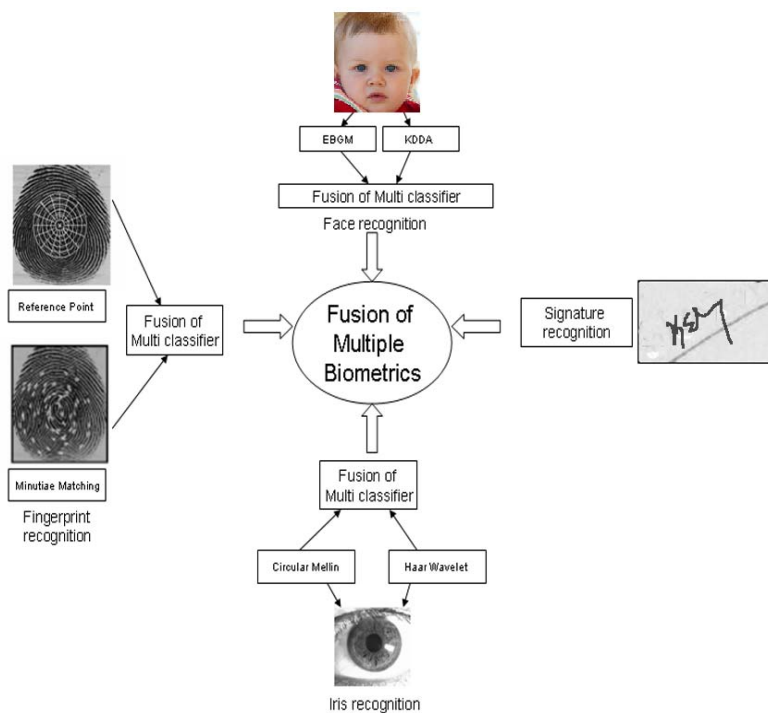 EBGM
KDDA
Fusion of Multi classifier
Face recognition
Reference Point
Fusion of
Multi classifier
Minutiae Matching
Fingerprint
recognition
Fusion of
Multiple
Biometrics
Signature
recognition
Fusion of
Multi classifier
Circular Mellin
Haar Wavelet
Iris recognition